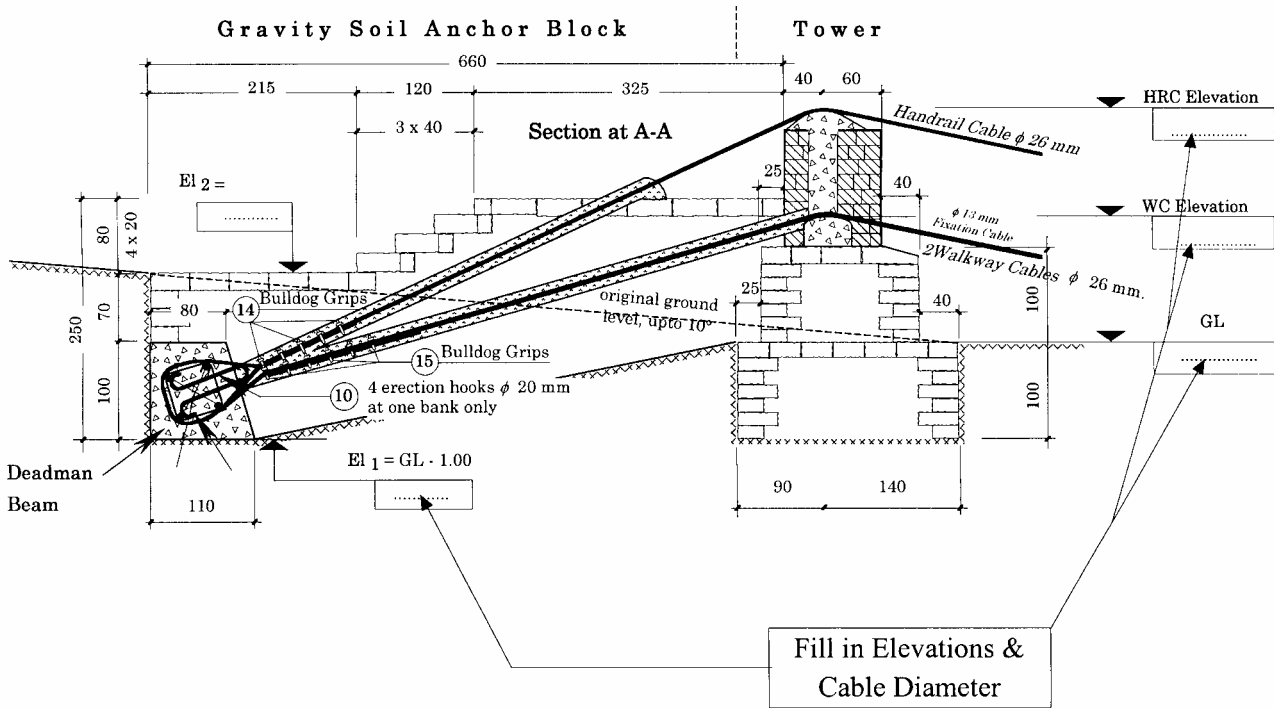 Gravity Soil Anchor Block
Tower
660
215
120
325
40
60
3 x 40
Section at A-A
HRC Elevation
............
Handrail Cable ϕ 26 mm
25
40
El 2 =
............
80
4 x 20
ϕ 13 mm
Fixation Cable
WC Elevation
............
2Walkway Cables ϕ 26 mm.
250
70
80
Bulldog Grips
14
original ground
level, upto 10°
25
40
100
GL
............
15
Bulldog Grips
100
10
4 erection hooks ϕ 20 mm
at one bank only
100
Deadman
Beam
El 1 = GL - 1.00
............
110
90
140
Fill in Elevations &
Cable Diameter